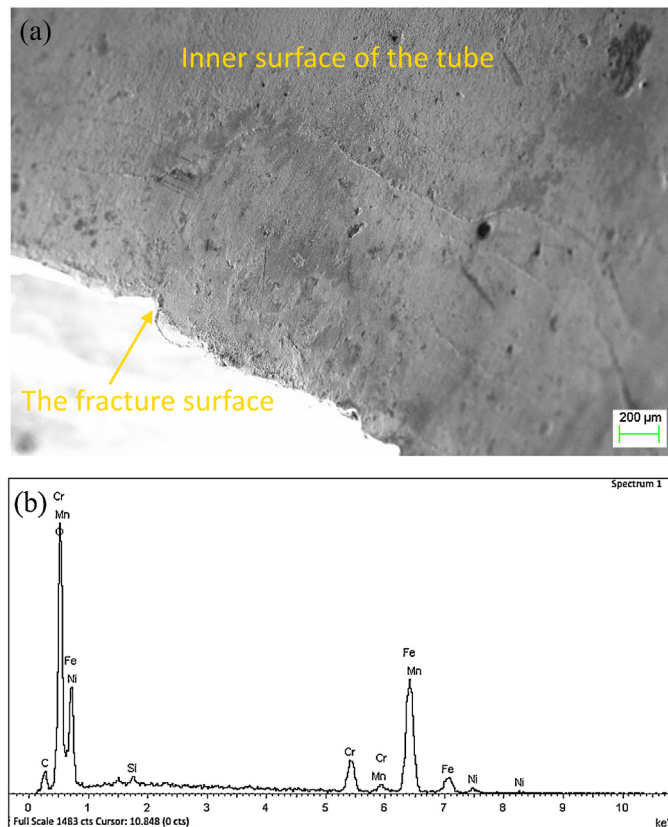 (a)
Inner surface of the tube
The fracture surface
200 µm
Spectrum 1
(b)
Cr
Mn
O
Fe
Ni
C
Si
Cr
Cr
Mn
Fe
Mn
Fe
Ni
Ni
0 1 2 3 4 5 6 7 8 9 10
Full Scale 1483 cts Cursor: 10.848 (0 cts)
ke